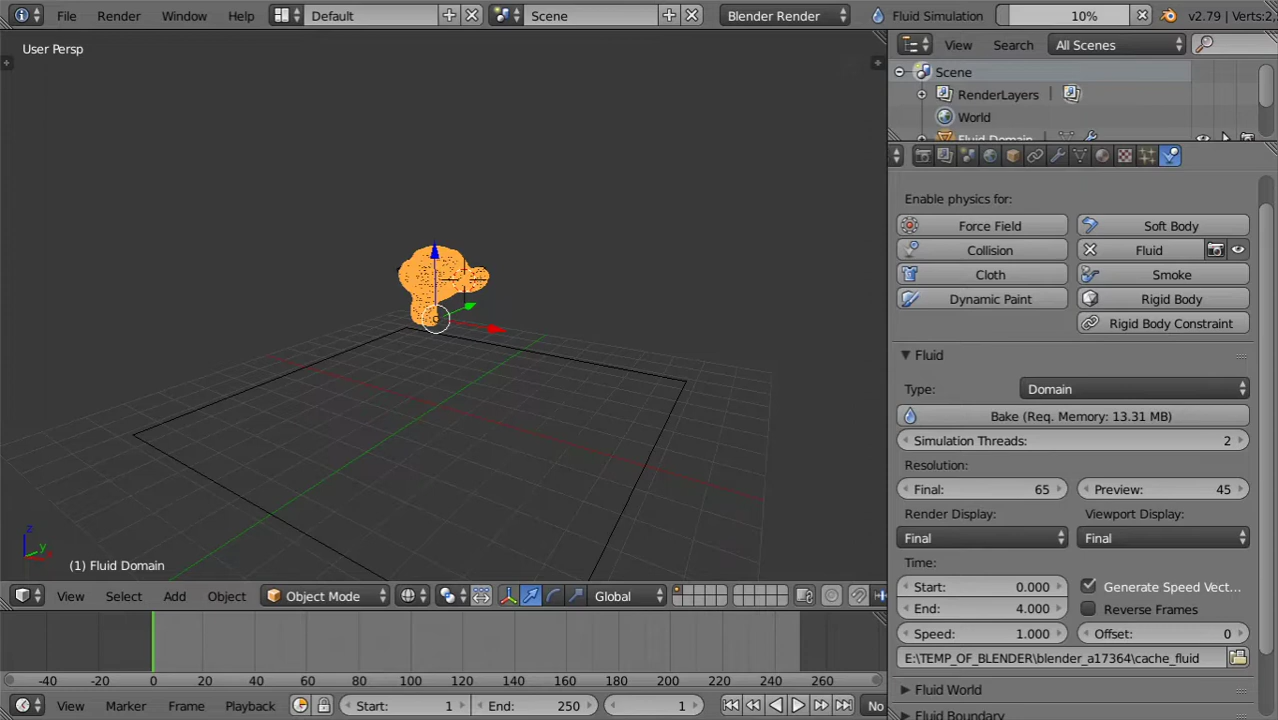 File Render Window Help Default Scene Blender Render Fluid Simulation 10% v2.79 | Verts:2,
User Persp
View Search All Scenes
Scene
RenderLayers
World
Fluid Domain
Enable physics for:
Force Field Soft Body
Collision Fluid
Cloth Smoke
Dynamic Paint Rigid Body
Rigid Body Constraint
Fluid
Type: Domain
Bake (Req. Memory: 13.31 MB)
Simulation Threads: 2
Resolution:
Final: 65 Preview: 45
Render Display: Viewport Display:
Final Final
Time:
Start: 0.000 Generate Speed Vect...
End: 4.000 Reverse Frames
Speed: 1.000 Offset: 0
E:\TEMP_OF_BLENDER\blender_a17364\cache_fluid
Fluid World
Fluid Boundary
z
y
(1) Fluid Domain
View Select Add Object Object Mode Global
-40 -20 0 20 40 60 80 100 120 140 160 180 200 220 240 260
View Marker Frame Playback Start: 1 End: 250 1 No